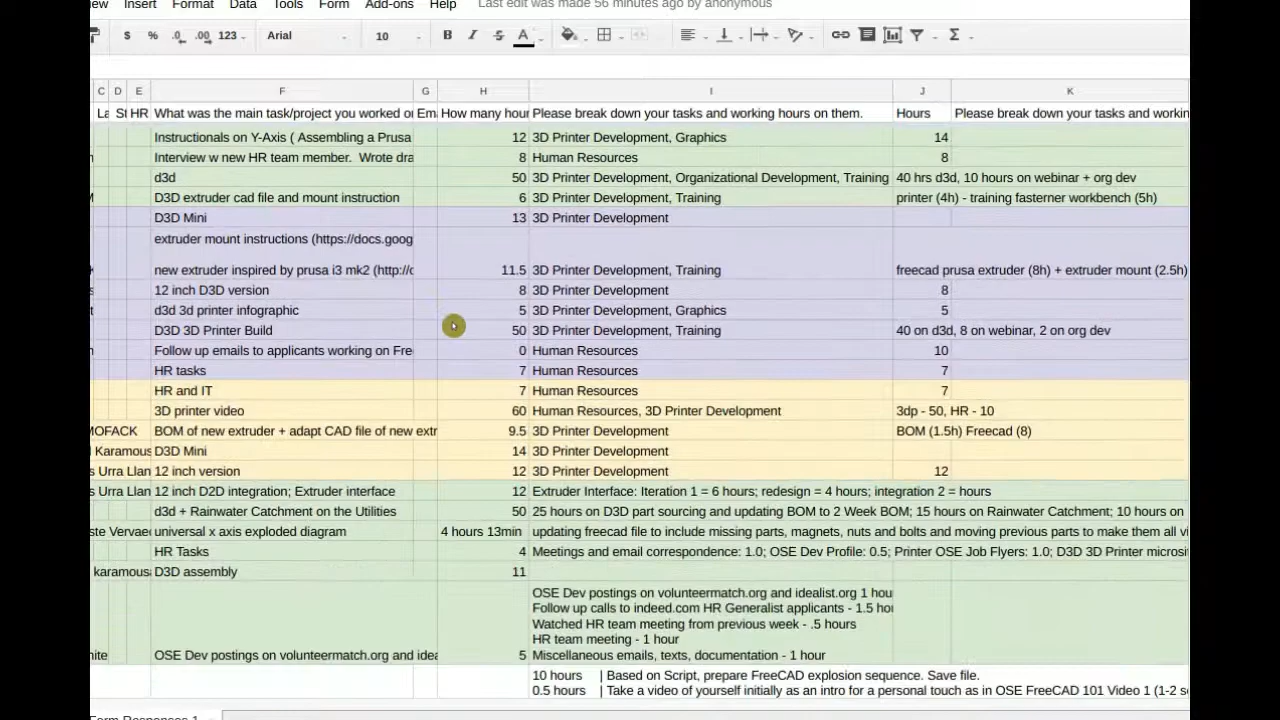 ew Insert Format Data Tools Form Add-ons Help Last edit was made 56 minutes ago by anonymous
$ % .0 .00 123 Arial 10 B I S A Σ
C D E F G H I J K
La St HR What was the main task/project you worked or Ema How many hour Please break down your tasks and working hours on them. Hours Please break down your tasks and workin
Instructionals on Y-Axis ( Assembling a Prusa 12 3D Printer Development, Graphics 14
Interview w new HR team member. Wrote dra 8 Human Resources 8
d3d 50 3D Printer Development, Organizational Development, Training 40 hrs d3d, 10 hours on webinar + org dev
D3D extruder cad file and mount instruction 6 3D Printer Development, Training printer (4h) - training fasterner workbench (5h)
D3D Mini 13 3D Printer Development
extruder mount instructions (https://docs.goog
new extruder inspired by prusa i3 mk2 (http://c 11.5 3D Printer Development, Training freecad prusa extruder (8h) + extruder mount (2.5h)
12 inch D3D version 8 3D Printer Development 8
d3d 3d printer infographic 5 3D Printer Development, Graphics 5
D3D 3D Printer Build 50 3D Printer Development, Training 40 on d3d, 8 on webinar, 2 on org dev
Follow up emails to applicants working on Fre 0 Human Resources 10
HR tasks 7 Human Resources 7
HR and IT 7 Human Resources 7
3D printer video 60 Human Resources, 3D Printer Development 3dp - 50, HR - 10
MOFACK BOM of new extruder + adapt CAD file of new extr 9.5 3D Printer Development BOM (1.5h) Freecad (8)
l Karamous D3D Mini 14 3D Printer Development
s Urra Llan 12 inch version 12 3D Printer Development 12
s Urra Llan 12 inch D2D integration; Extruder interface 12 Extruder Interface: Iteration 1 = 6 hours; redesign = 4 hours; integration 2 = hours
d3d + Rainwater Catchment on the Utilities 50 25 hours on D3D part sourcing and updating BOM to 2 Week BOM; 15 hours on Rainwater Catchment; 10 hours on
ste Vervaec universal x axis exploded diagram 4 hours 13min updating freecad file to include missing parts, magnets, nuts and bolts and moving previous parts to make them all vi
HR Tasks 4 Meetings and email correspondence: 1.0; OSE Dev Profile: 0.5; Printer OSE Job Flyers: 1.0; D3D 3D Printer microsit
karamousa D3D assembly 11
OSE Dev postings on volunteermatch.org and idealist.org 1 hou
Follow up calls to indeed.com HR Generalist applicants - 1.5 hou
Watched HR team meeting from previous week - .5 hours
HR team meeting - 1 hour
nite OSE Dev postings on volunteermatch.org and idea 5 Miscellaneous emails, texts, documentation - 1 hour
10 hours | Based on Script, prepare FreeCAD explosion sequence. Save file.
0.5 hours | Take a video of yourself initially as an intro for a personal touch as in OSE FreeCAD 101 Video 1 (1-2 se
Form Responses 1